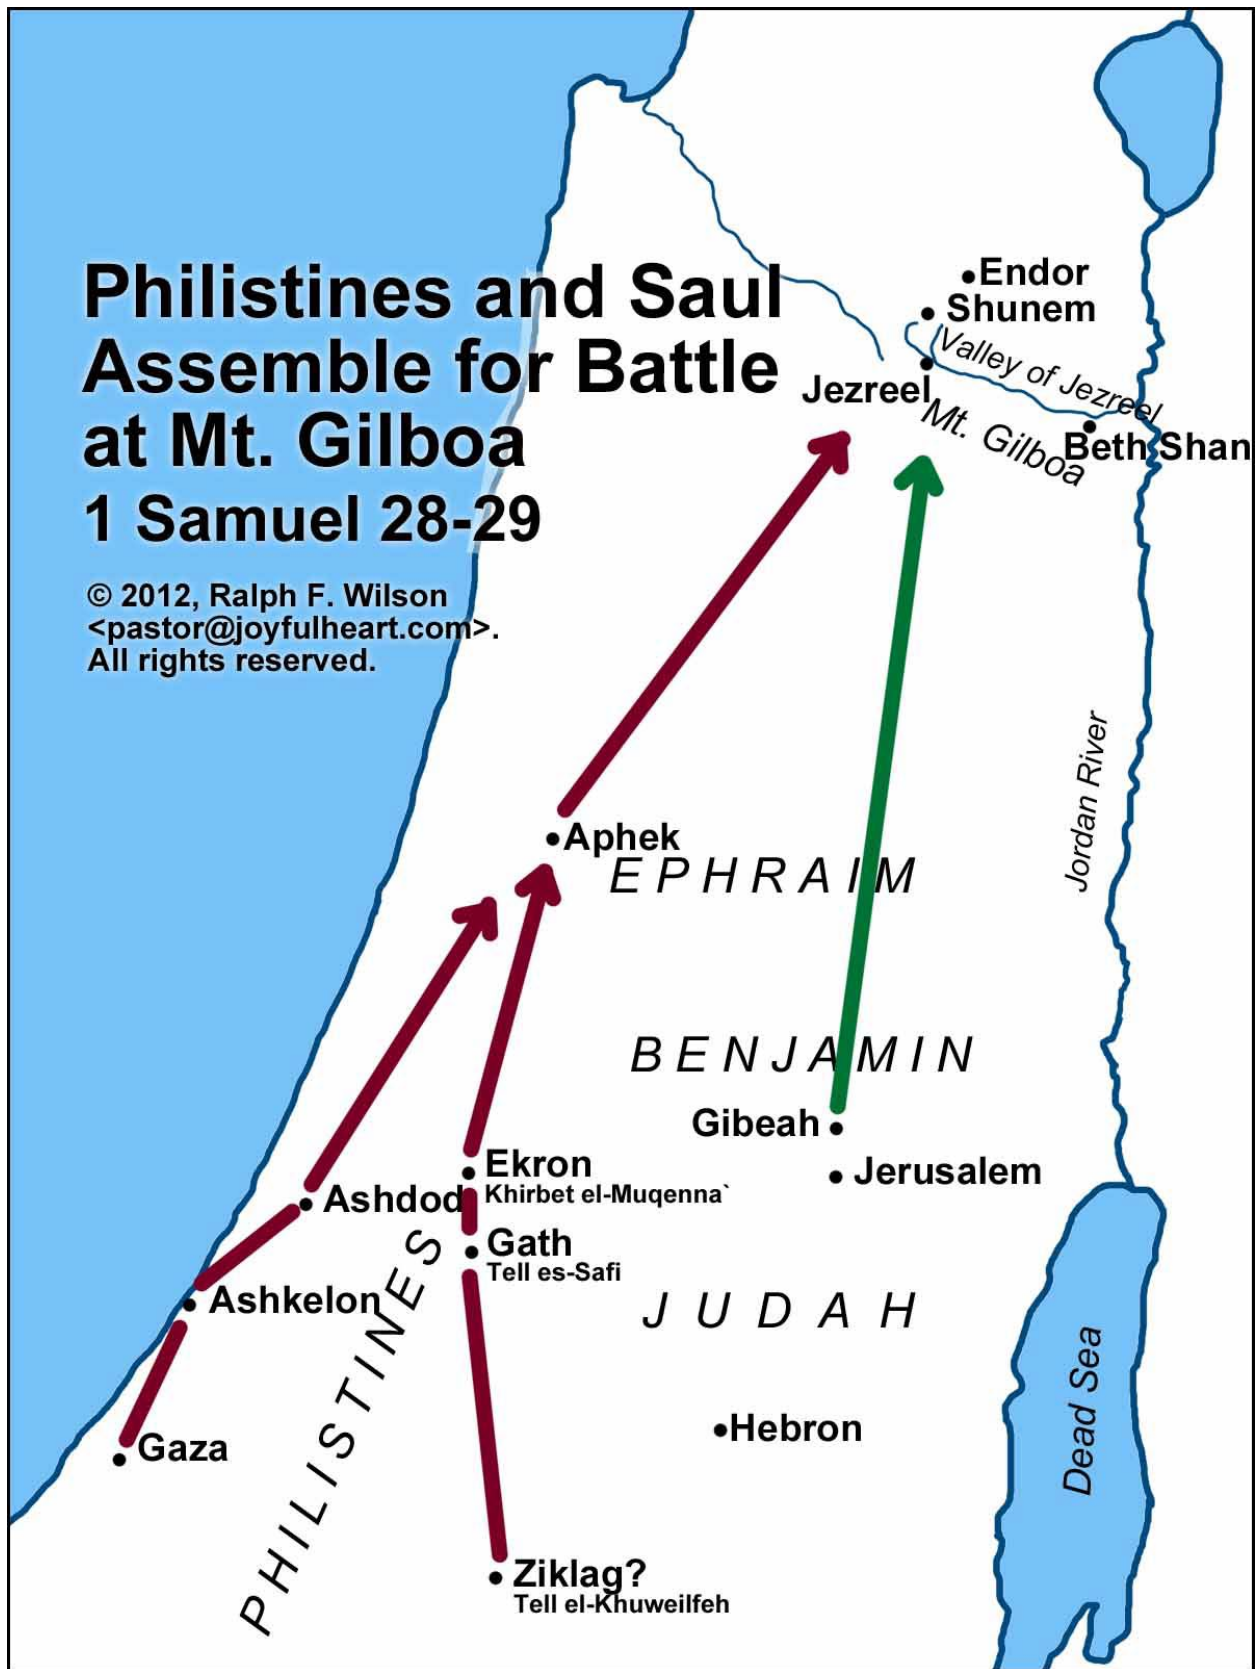 Philistines and Saul
Assemble for Battle
at Mt. Gilboa
1 Samuel 28-29
© 2012, Ralph F. Wilson
<pastor@joyfulheart.com>.
All rights reserved.
Endor
Shunem
Valley of Jezreel
Jezreel
Mt. Gilboa
Beth Shan
Jordan River
Aphek
EPHRAIM
BENJAMIN
Gibeah
Jerusalem
Ekron
Khirbet el-Muqenna`
Ashdod
Gath
Tell es-Safi
Ashkelon
PHILISTINES
JUDAH
Dead Sea
Hebron
Gaza
Ziklag?
Tell el-Khuweilfeh